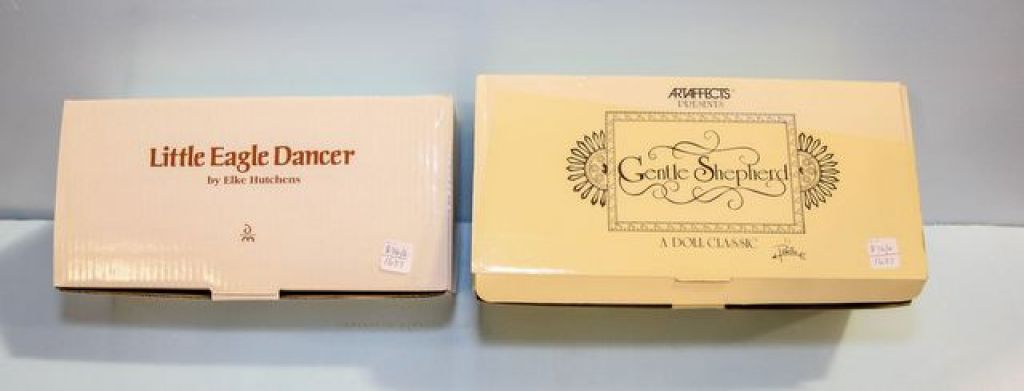 Little Eagle Dancer
by Elke Hutchens
ARTAFFECTS
PRESENTS
Gentle Shepherd
A DOLL CLASSIC